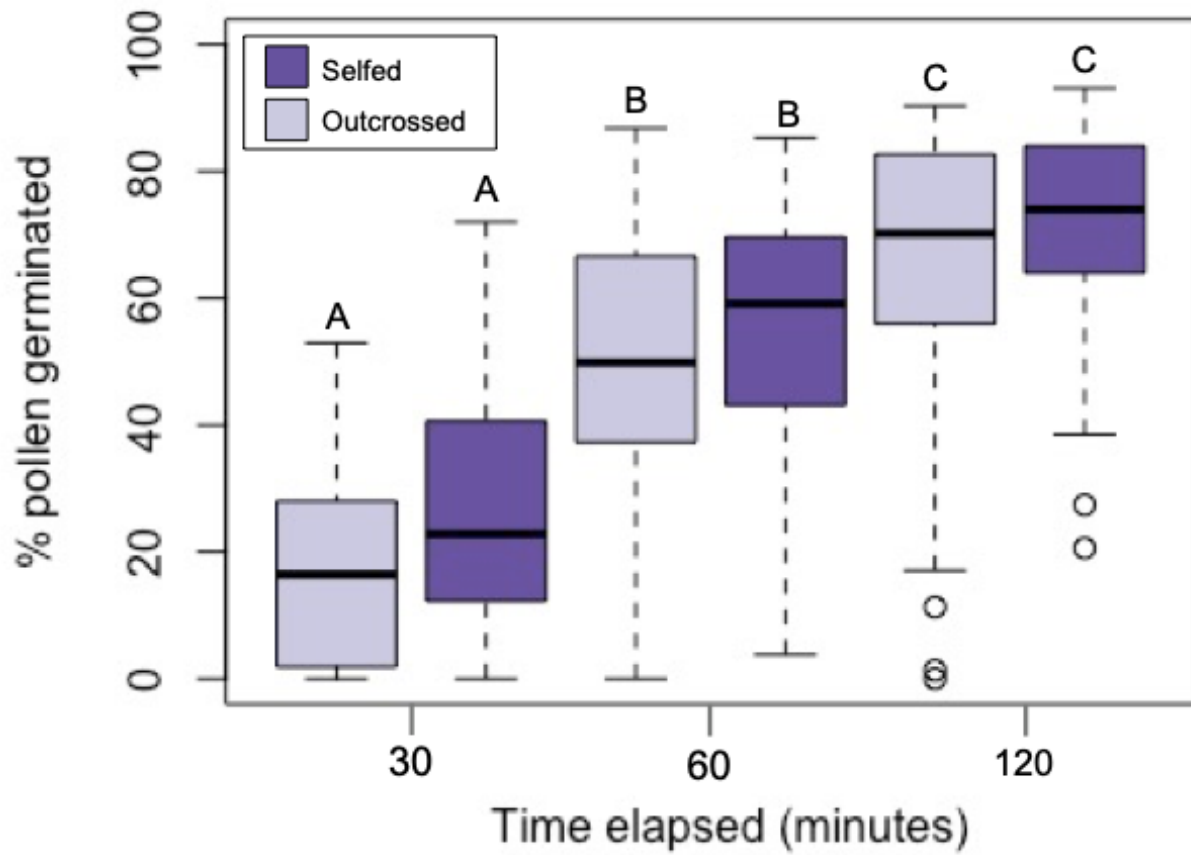 100
80
60
40
20
0
% pollen germinated
Selfed
Outcrossed
A
A
B
B
C
C
30
60
120
Time elapsed (minutes)